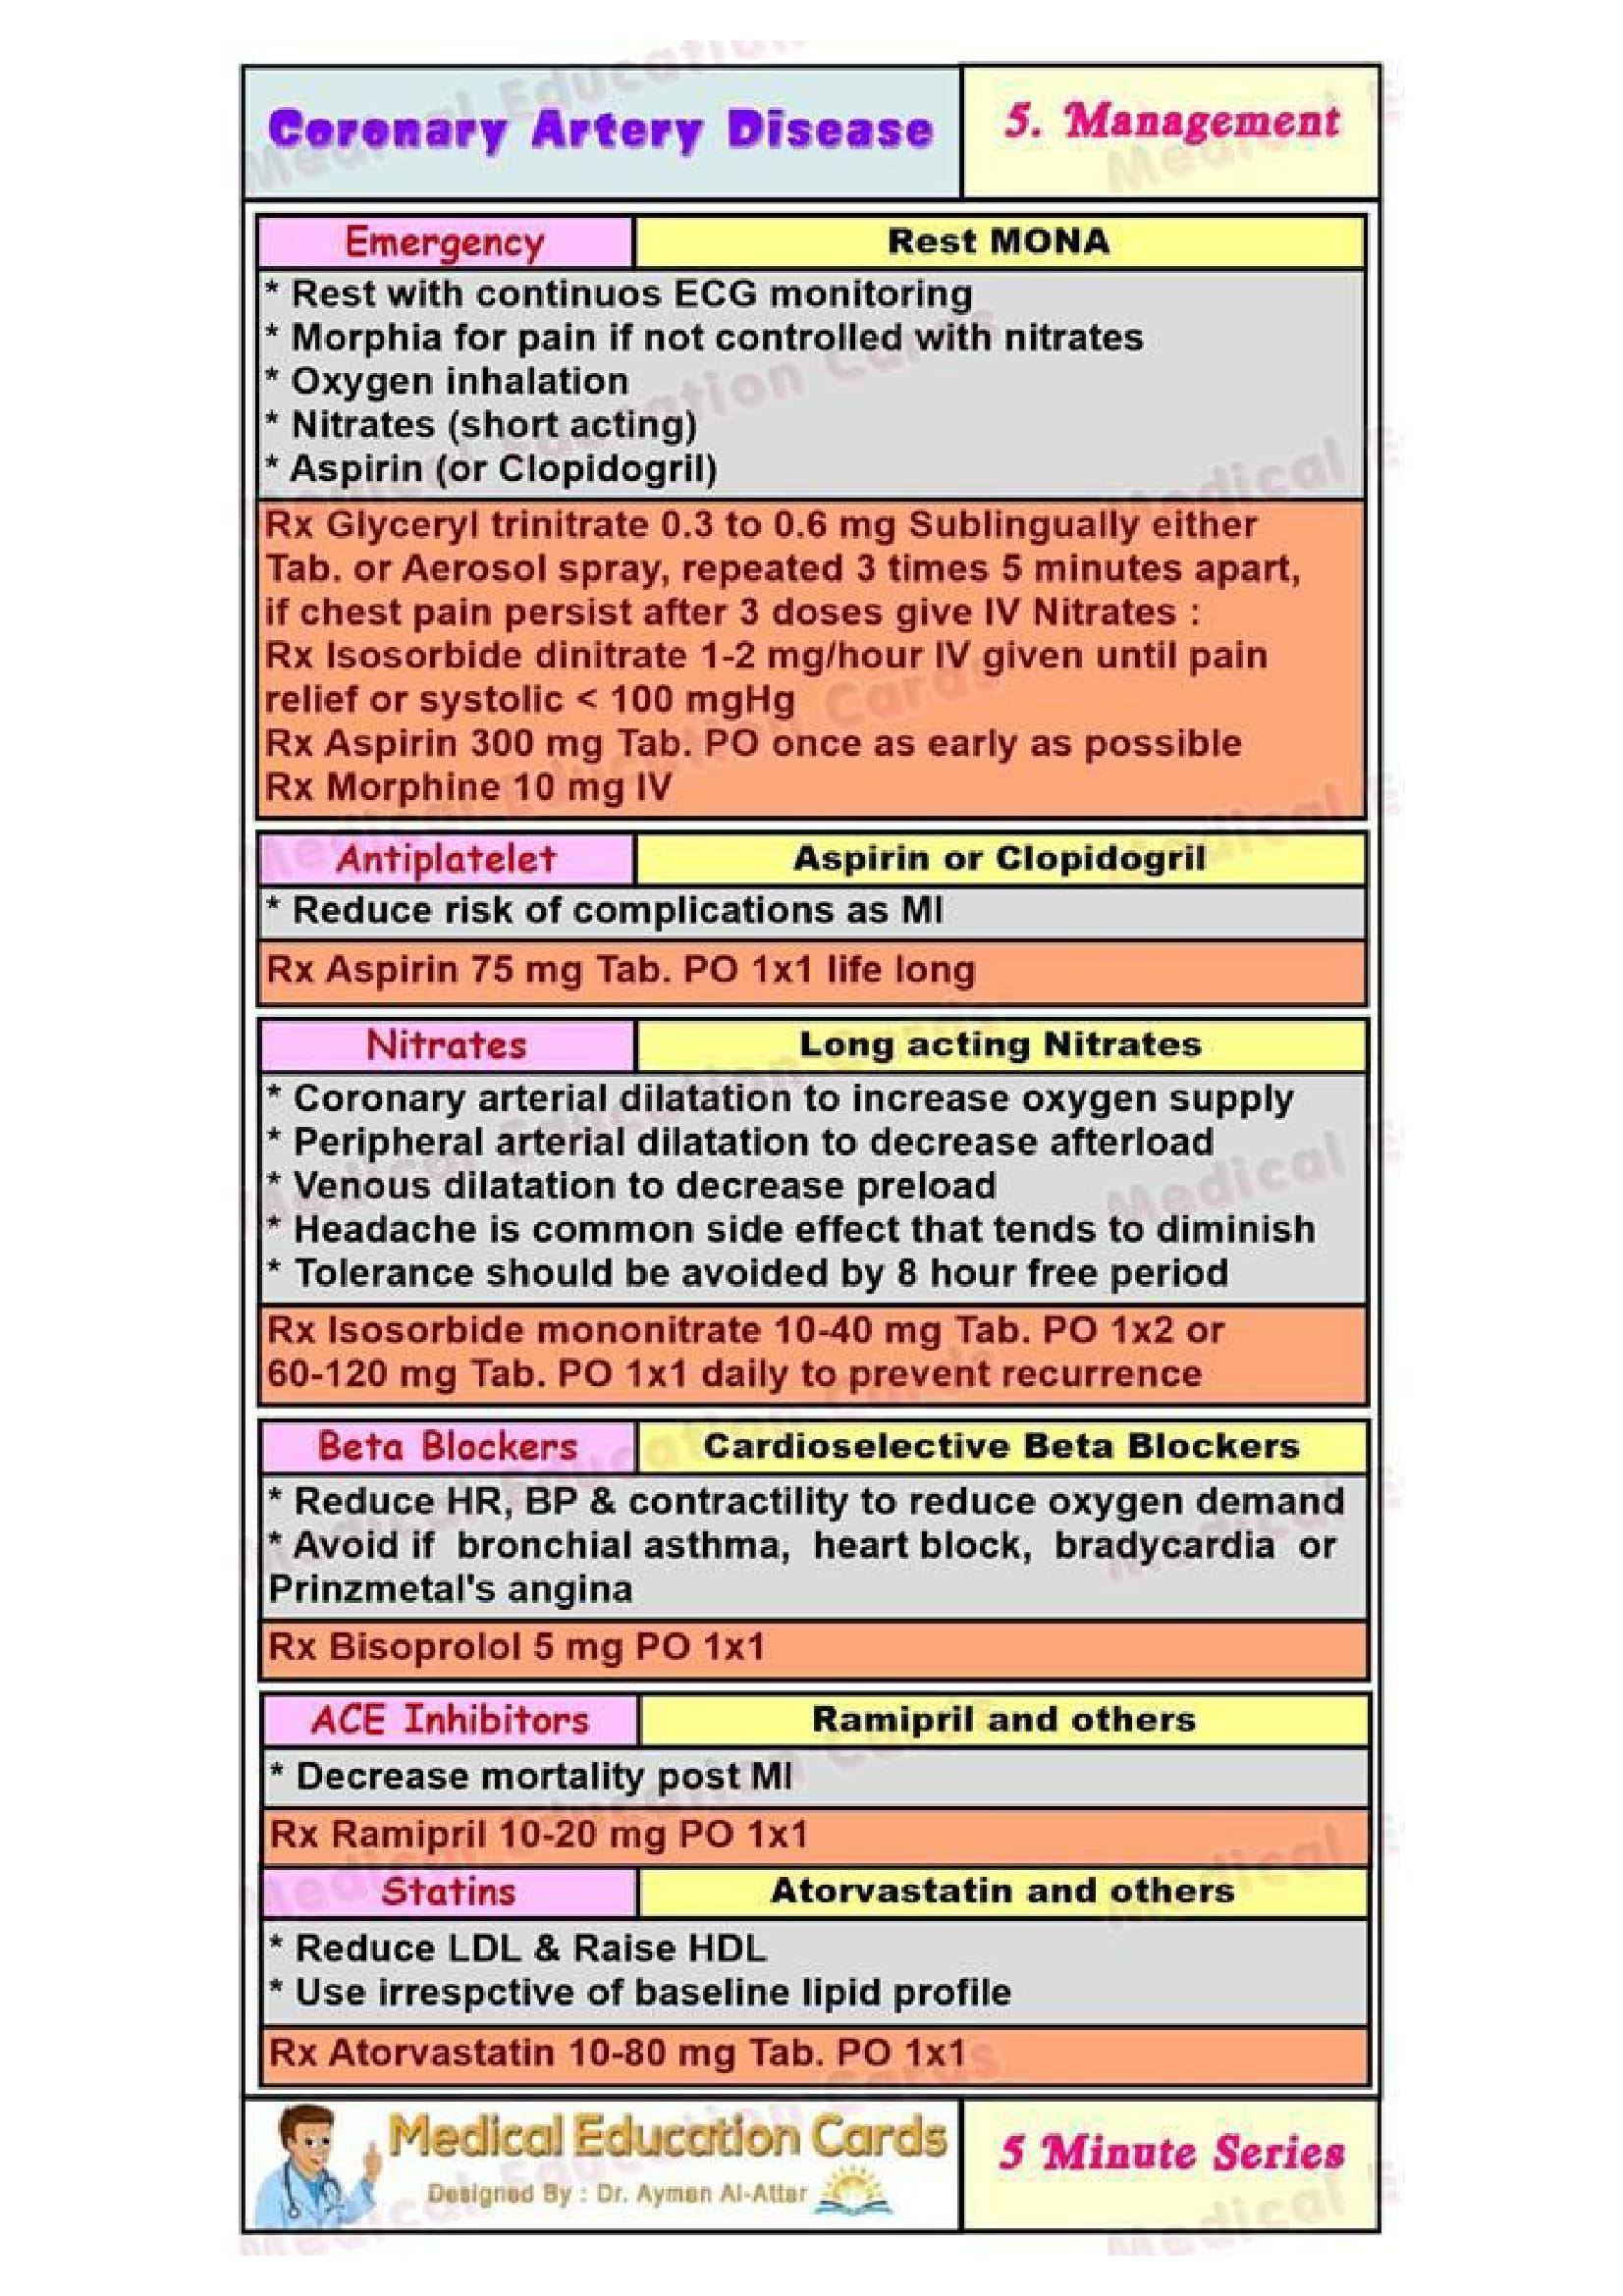 Coronary Artery Disease
5. Management
Emergency
Rest MONA
* Rest with continuos ECG monitoring
* Morphia for pain if not controlled with nitrates
* Oxygen inhalation
* Nitrates (short acting)
* Aspirin (or Clopidogril)
Rx Glyceryl trinitrate 0.3 to 0.6 mg Sublingually either
Tab. or Aerosol spray, repeated 3 times 5 minutes apart,
if chest pain persist after 3 doses give IV Nitrates :
Rx Isosorbide dinitrate 1-2 mg/hour IV given until pain
relief or systolic < 100 mgHg
Rx Aspirin 300 mg Tab. PO once as early as possible
Rx Morphine 10 mg IV
Antiplatelet
Aspirin or Clopidogril
* Reduce risk of complications as MI
Rx Aspirin 75 mg Tab. PO 1x1 life long
Nitrates
Long acting Nitrates
* Coronary arterial dilatation to increase oxygen supply
* Peripheral arterial dilatation to decrease afterload
* Venous dilatation to decrease preload
* Headache is common side effect that tends to diminish
* Tolerance should be avoided by 8 hour free period
Rx Isosorbide mononitrate 10-40 mg Tab. PO 1x2 or
60-120 mg Tab. PO 1x1 daily to prevent recurrence
Beta Blockers
Cardioselective Beta Blockers
* Reduce HR, BP & contractility to reduce oxygen demand
* Avoid if bronchial asthma, heart block, bradycardia or
Prinzmetal's angina
Rx Bisoprolol 5 mg PO 1x1
ACE Inhibitors
Ramipril and others
* Decrease mortality post MI
Rx Ramipril 10-20 mg PO 1x1
Statins
Atorvastatin and others
* Reduce LDL & Raise HDL
* Use irrespctive of baseline lipid profile
Rx Atorvastatin 10-80 mg Tab. PO 1x1
Medical Education Cards
Designed By : Dr. Ayman Al-Attar
5 Minute Series